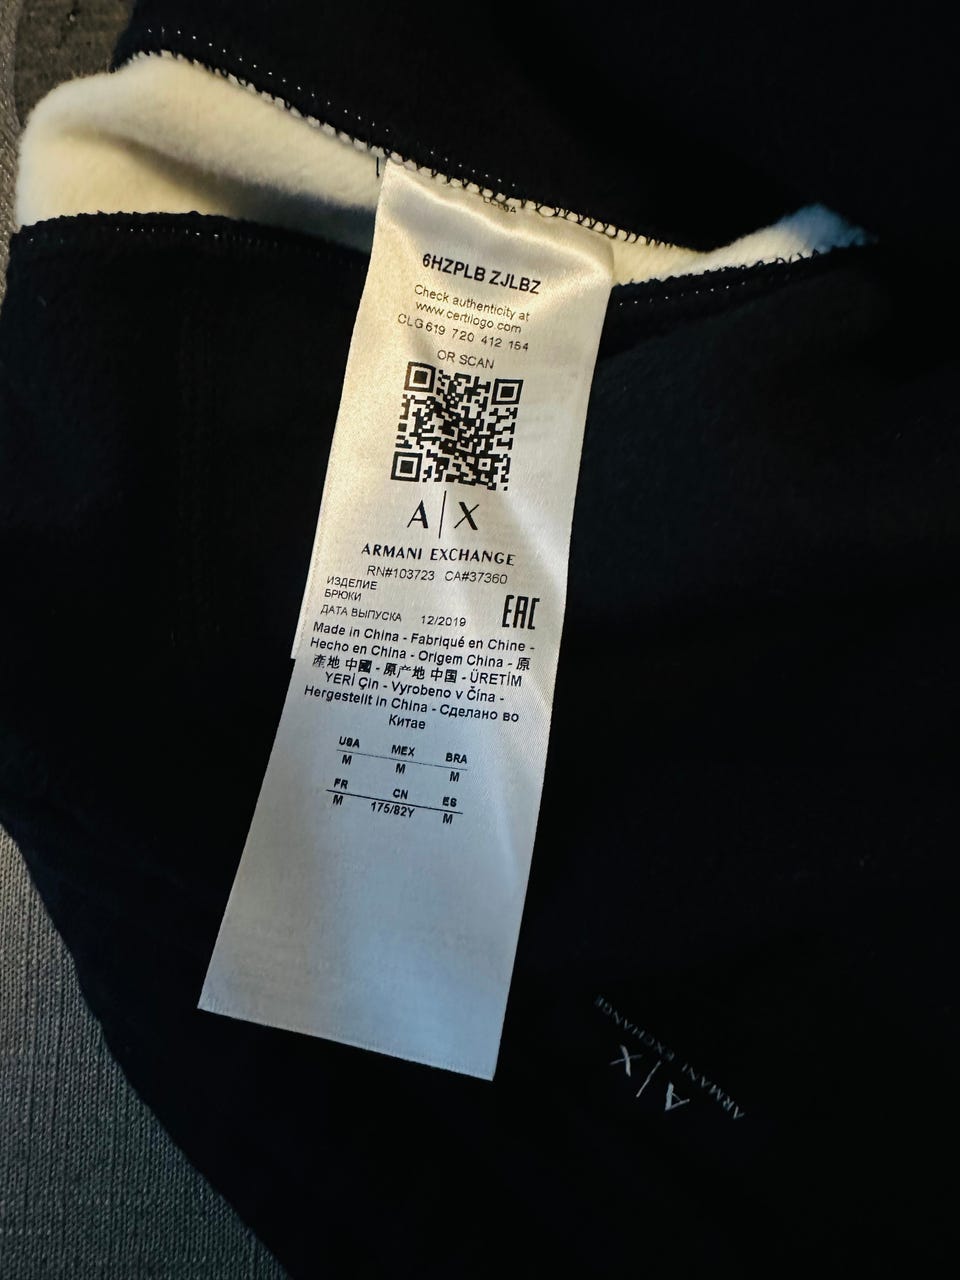 6HZPLB ZJLBZ
Check authenticity at
www.certilogo.com
CLG619 720 412 164
OR SCAN
A|X
ARMANI EXCHANGE
RN#103723 CA#37360
ИЗДЕЛИЕ
БРЮКИ
ДАТА ВЫПУСКА 12/2019
EAC
Made in China - Fabriqué en Chine -
Hecho en China - Origem China - 原
產地 中國 - 原产地 中国 - ÜRETİM
YERİ Çin - Vyrobeno v Čína -
Hergestellt in China - Сделано во
Китае
USA MEX BRA
M M M
FR CN ES
M 175/82Y M
A|X
ARMANI EXCHANGE